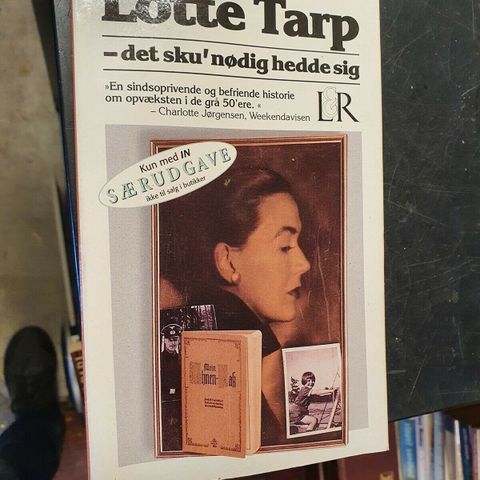 Lotte Tarp
– det sku' nødig hedde sig
»En sindsoprivende og befriende historie
om opvæksten i de grå 50'ere. «
– Charlotte Jørgensen, Weekendavisen
L&R
Kun med IN
SÆRUDGAVE
ikke til salg i butikker
Mein